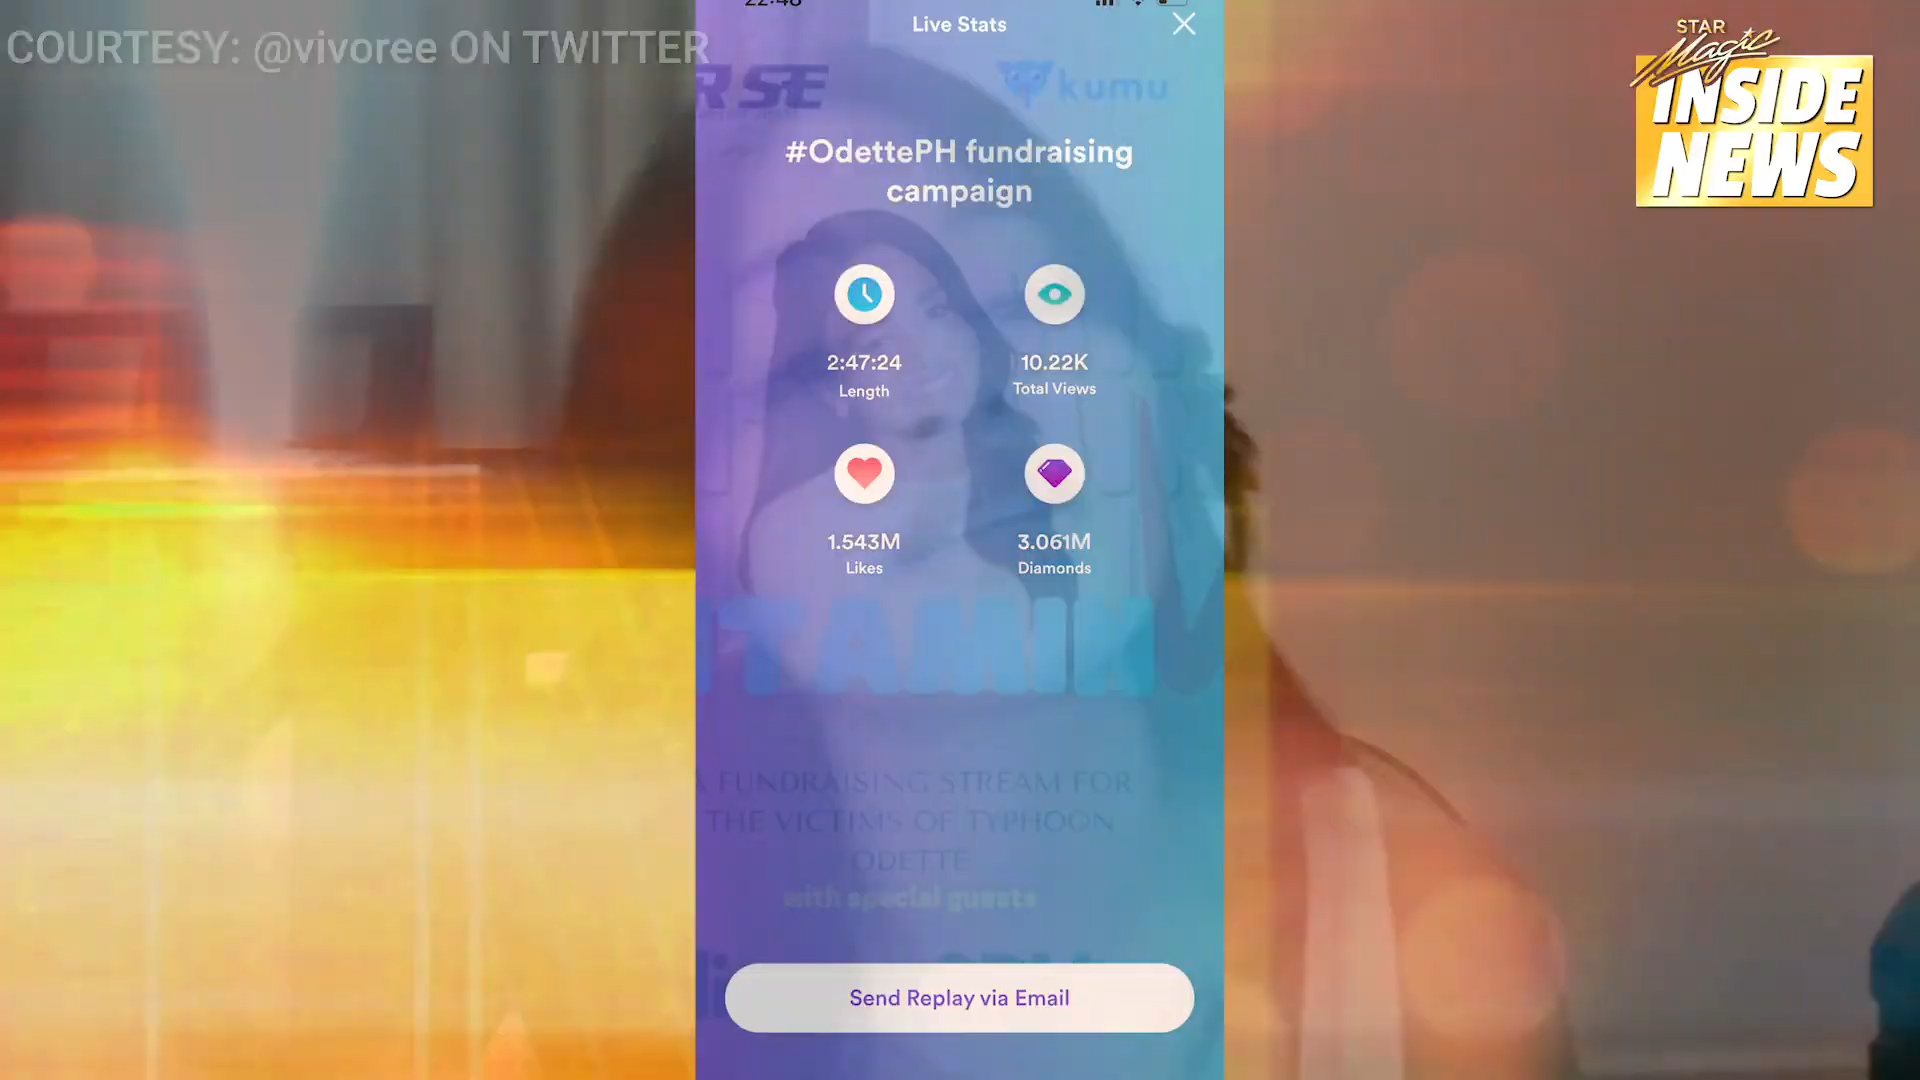 22:48
COURTESY: @vivoree ON TWITTER
Live Stats
STAR
Magic
INSIDE
NEWS
kumu
#OdettePH fundraising
campaign
2:47:24
Length
10.22K
Total Views
1.543M
Likes
3.061M
Diamonds
A FUNDRAISING STREAM FOR
THE VICTIMS OF TYPHOON
ODETTE
with special guests
Send Replay via Email